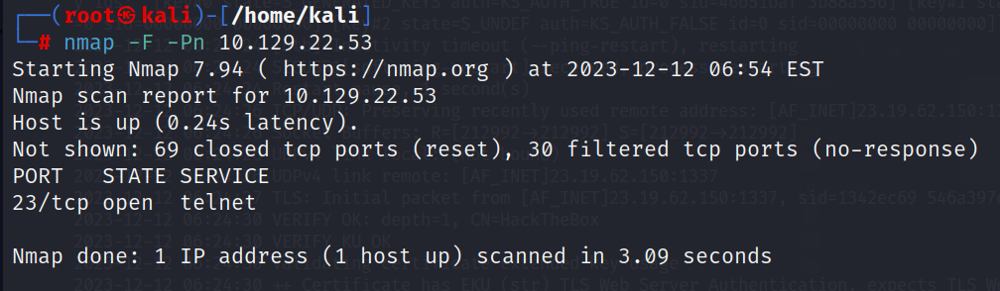 ┌──(root㉿kali)-[/home/kali]
└─# nmap -F -Pn 10.129.22.53
Starting Nmap 7.94 ( https://nmap.org ) at 2023-12-12 06:54 EST
Nmap scan report for 10.129.22.53
Host is up (0.24s latency).
Not shown: 69 closed tcp ports (reset), 30 filtered tcp ports (no-response)
PORT   STATE SERVICE
23/tcp open  telnet
Nmap done: 1 IP address (1 host up) scanned in 3.09 seconds